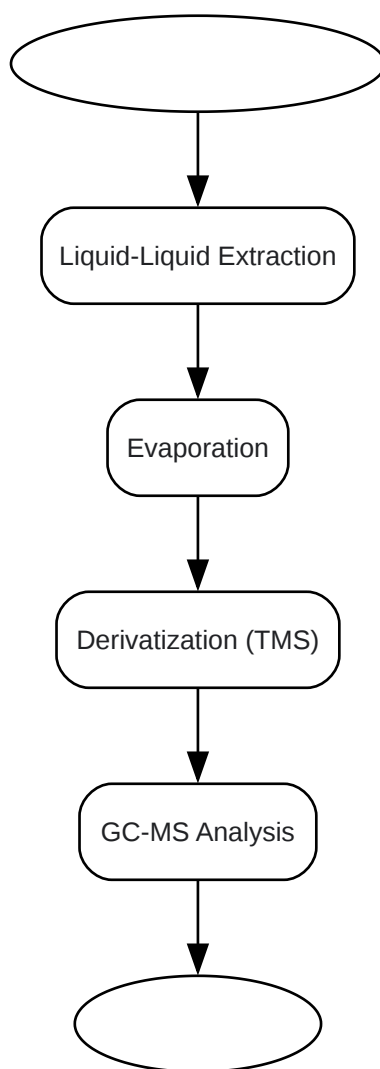 Liquid-Liquid Extraction
Evaporation
Derivatization (TMS)
GC-MS Analysis